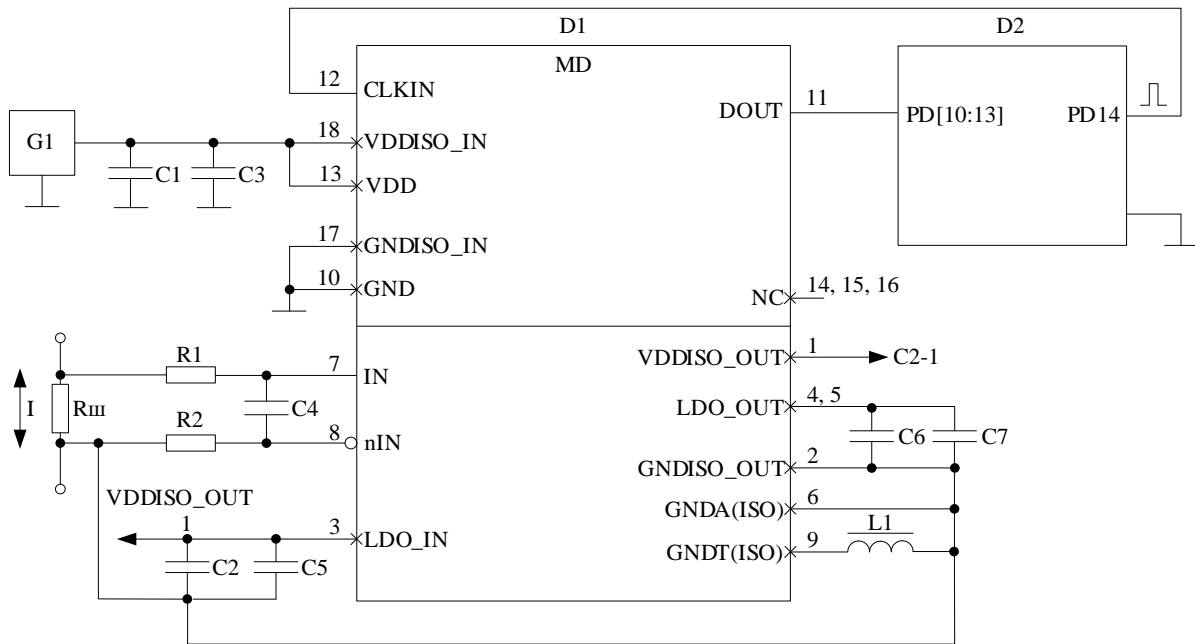 D1
D2
MD
12
CLKIN
11
DOUT
PD[10:13]
PD14
G1
18
VDDISO_IN
C1
C3
13
VDD
17
GNDISO_IN
10
GND
NC
14, 15, 16
VDDISO_OUT
1
C2-1
R1
7
IN
I
Rш
C4
R2
8
nIN
LDO_OUT
4, 5
C6
C7
GNDISO_OUT
2
VDDISO_OUT
1
GNDA(ISO)
6
3
LDO_IN
GNDT(ISO)
9
L1
C2
C5